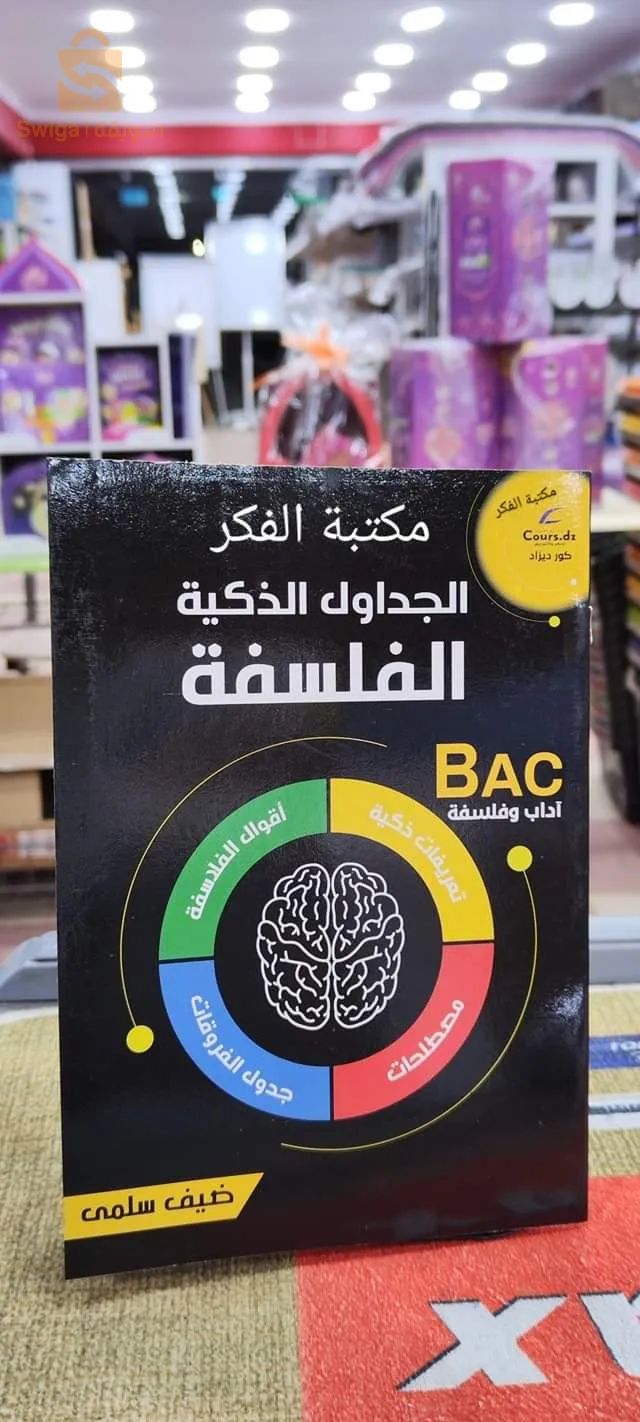 Swiga سويقة
مكتبة الفكر
مكتبة الفكر
Cours.dz
كور ديزاد
الجداول الذكية
الفلسفة
BAC
آداب وفلسفة
أقوال الفلاسفة
تعريفات ذكية
جدول الفروقات
مصطلحات
ضيف سلمى